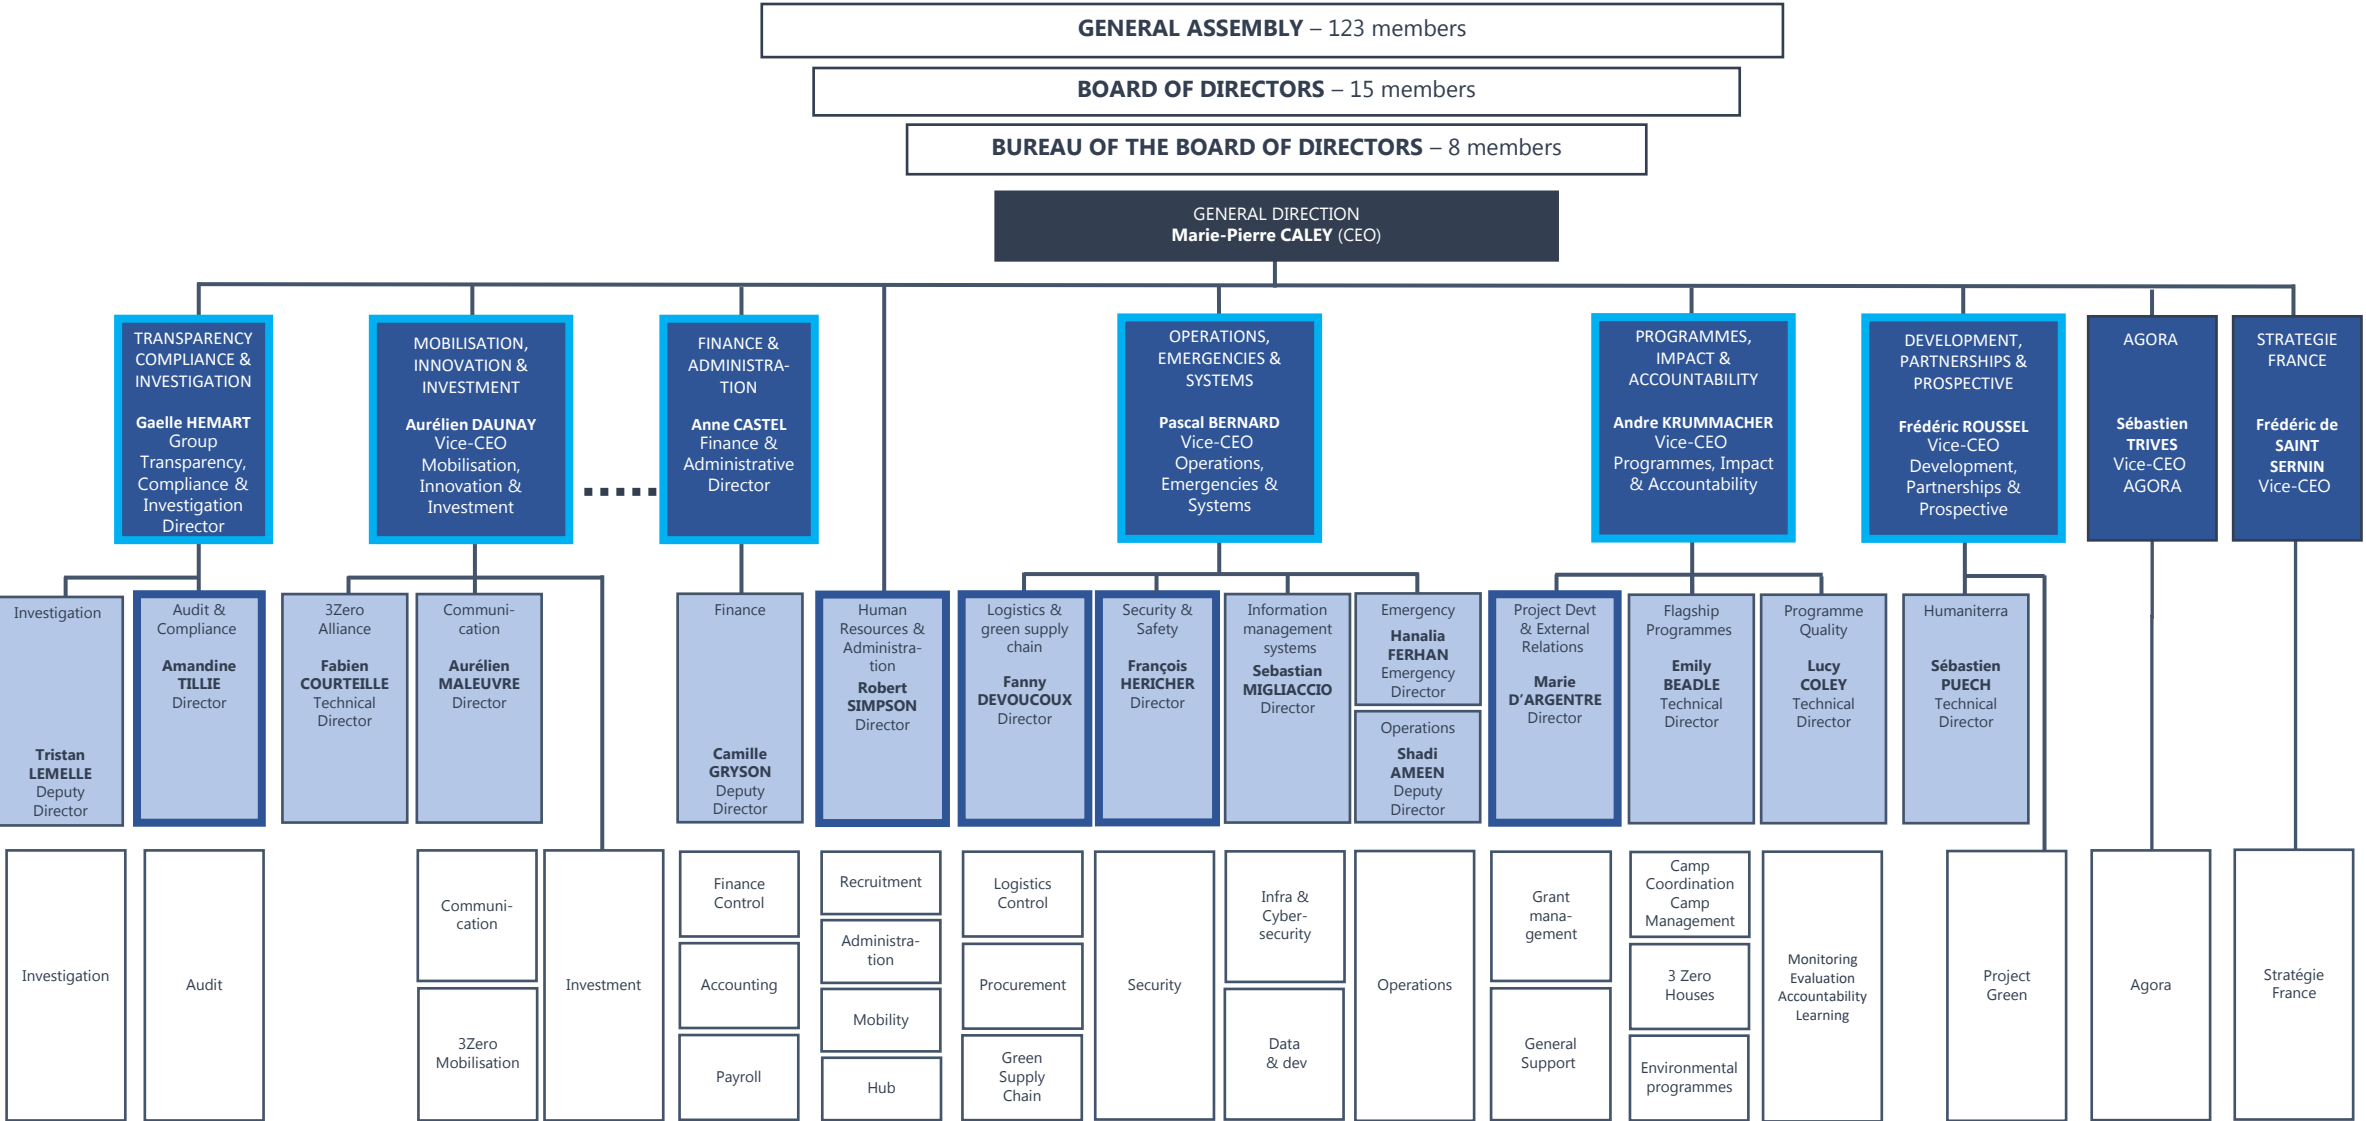 GENERAL ASSEMBLY – 123 members
BOARD OF DIRECTORS – 15 members
BUREAU OF THE BOARD OF DIRECTORS – 8 members
GENERAL DIRECTION
Marie-Pierre CALEY (CEO)
TRANSPARENCY
COMPLIANCE &
INVESTIGATION
Gaelle HEMART
Group
Transparency,
Compliance &
Investigation
Director
MOBILISATION,
INNOVATION &
INVESTMENT
Aurélien DAUNAY
Vice-CEO
Mobilisation,
Innovation &
Investment
FINANCE &
ADMINISTRA-
TION
Anne CASTEL
Finance &
Administrative
Director
OPERATIONS,
EMERGENCIES &
SYSTEMS
Pascal BERNARD
Vice-CEO
Operations,
Emergencies &
Systems
PROGRAMMES,
IMPACT &
ACCOUNTABILITY
Andre KRUMMACHER
Vice-CEO
Programmes, Impact
& Accountability
DEVELOPMENT,
PARTNERSHIPS &
PROSPECTIVE
Frédéric ROUSSEL
Vice-CEO
Development,
Partnerships &
Prospective
AGORA
Sébastien
TRIVES
Vice-CEO
AGORA
STRATEGIE
FRANCE
Frédéric de
SAINT
SERNIN
Vice-CEO
Investigation
Tristan
LEMELLE
Deputy
Director
Audit &
Compliance
Amandine
TILLIE
Director
3Zero
Alliance
Fabien
COURTEILLE
Technical
Director
Communi-
cation
Aurélien
MALEUVRE
Director
Finance
Camille
GRYSON
Deputy
Director
Human
Resources &
Administra-
tion
Robert
SIMPSON
Director
Logistics &
green supply
chain
Fanny
DEVOUCOUX
Director
Security &
Safety
François
HERICHER
Director
Information
management
systems
Sebastian
MIGLIACCIO
Director
Emergency
Hanalia
FERHAN
Emergency
Director
Operations
Shadi
AMEEN
Deputy
Director
Project Devt
& External
Relations
Marie
D’ARGENTRE
Director
Flagship
Programmes
Emily
BEADLE
Technical
Director
Programme
Quality
Lucy
COLEY
Technical
Director
Humaniterra
Sébastien
PUECH
Technical
Director
Investigation
Audit
Communi-
cation
3Zero
Mobilisation
Investment
Finance
Control
Accounting
Payroll
Recruitment
Administra-
tion
Mobility
Hub
Logistics
Control
Procurement
Green
Supply
Chain
Security
Infra &
Cyber-
security
Data
& dev
Operations
Grant
mana-
gement
General
Support
Camp
Coordination
Camp
Management
3 Zero
Houses
Environmental
programmes
Monitoring
Evaluation
Accountability
Learning
Project
Green
Agora
Stratégie
France